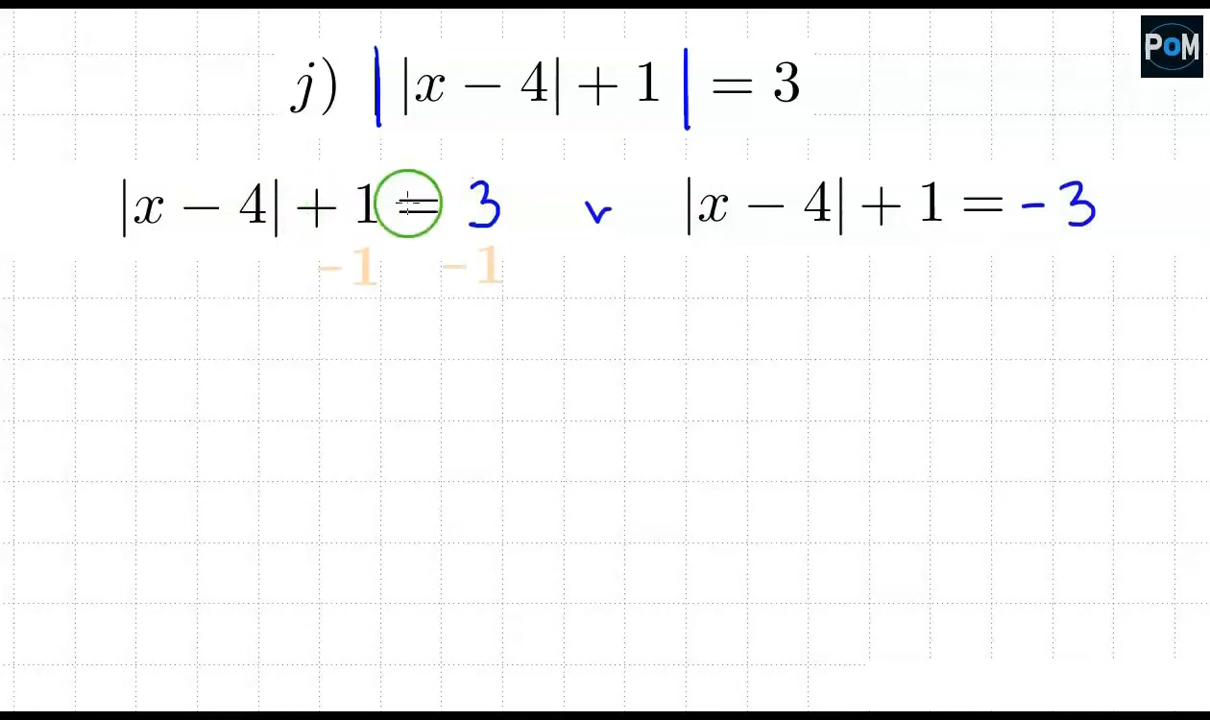 PoM
j) | |x − 4| + 1 | = 3
|x − 4| + 1 = 3 v |x − 4| + 1 = -3
-1 -1